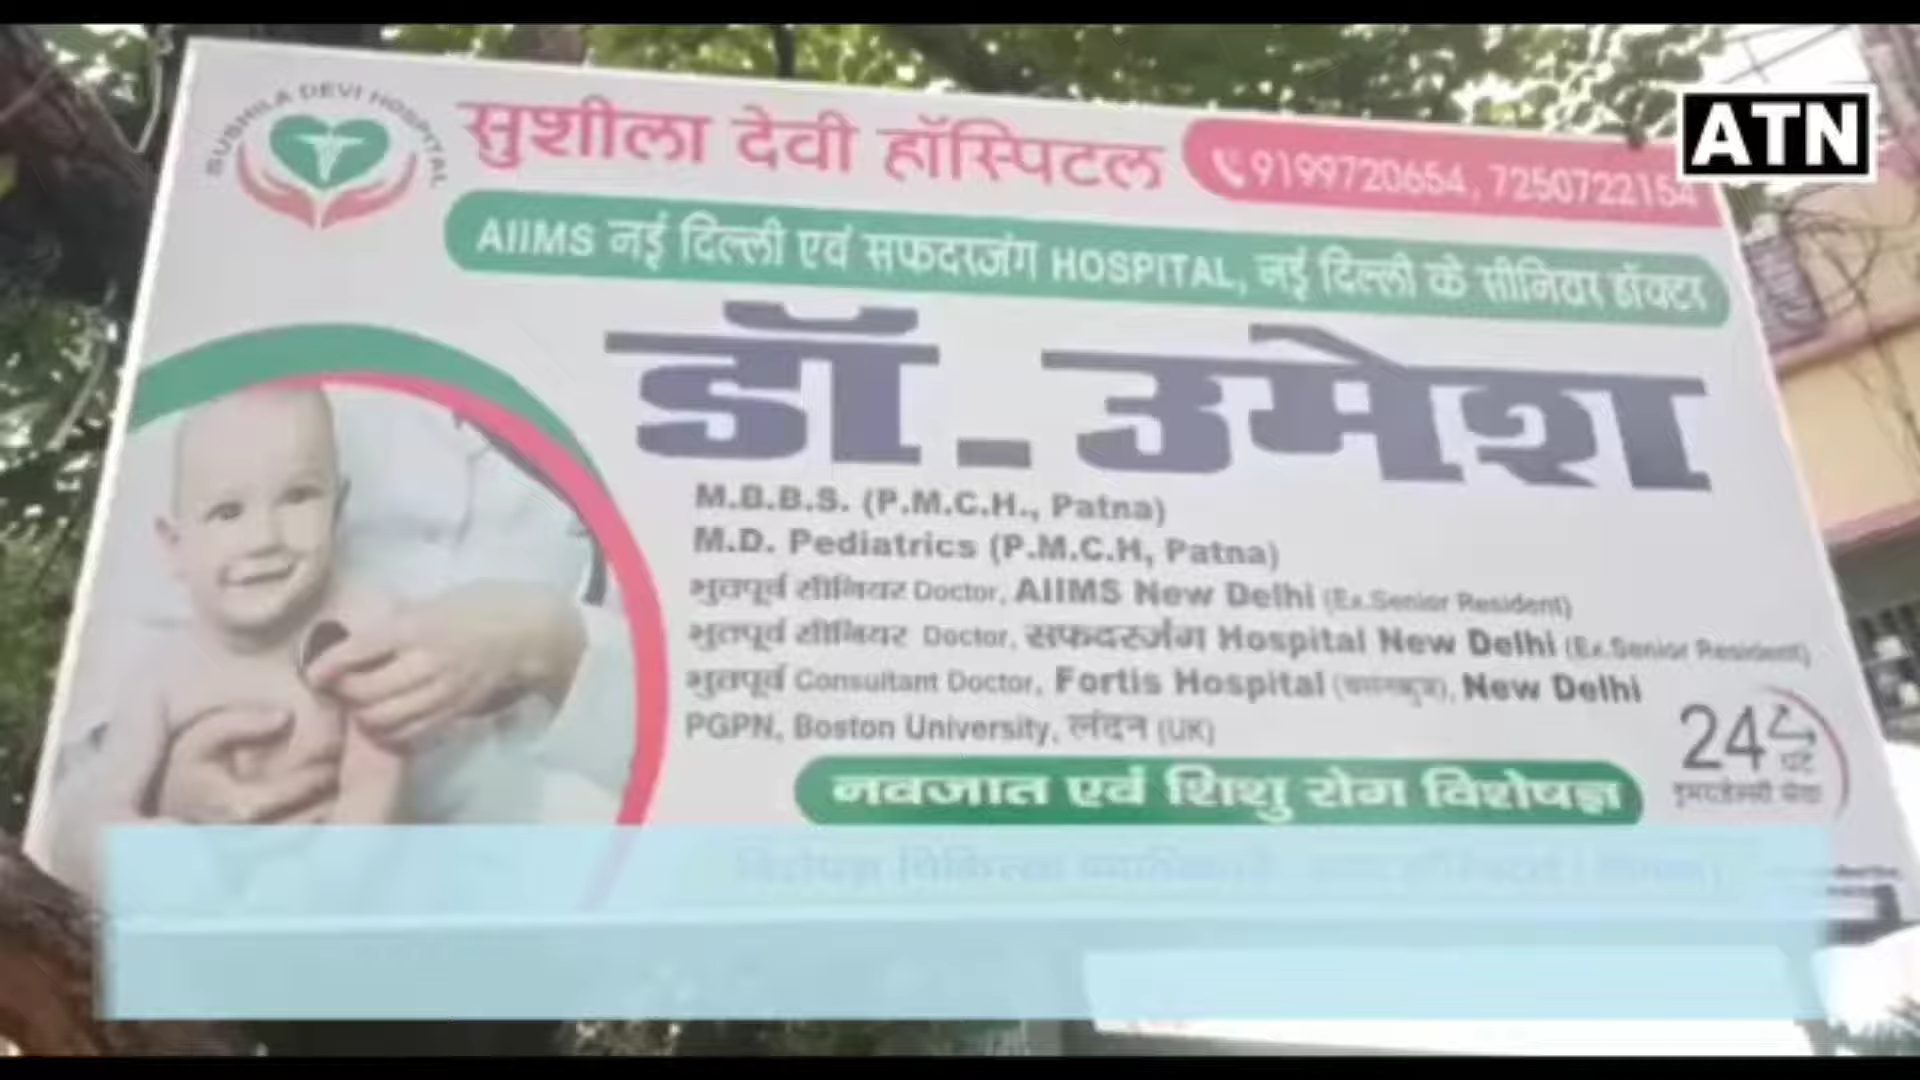 SUSHILA DEVI HOSPITAL
सुशीला देवी हॉस्पिटल
9199720654, 7250722154
ATN
AIIMS नई दिल्ली एवं सफदरजंग HOSPITAL, नई दिल्ली के सीनियर डॉक्टर
डॉ. उमेश
M.B.B.S. (P.M.C.H., Patna)
M.D. Pediatrics (P.M.C.H, Patna)
भुतपूर्व सीनियर Doctor, AIIMS New Delhi (Ex.Senior Resident)
भुतपूर्व सीनियर Doctor, सफदरजंग Hospital New Delhi (Ex.Senior Resident)
भुतपूर्व Consultant Doctor, Fortis Hospital New Delhi
PGPN, Boston University, लंदन (UK)
24 घंटे
इमरजेन्सी सेवा
नवजात एवं शिशु रोग विशेषज्ञ